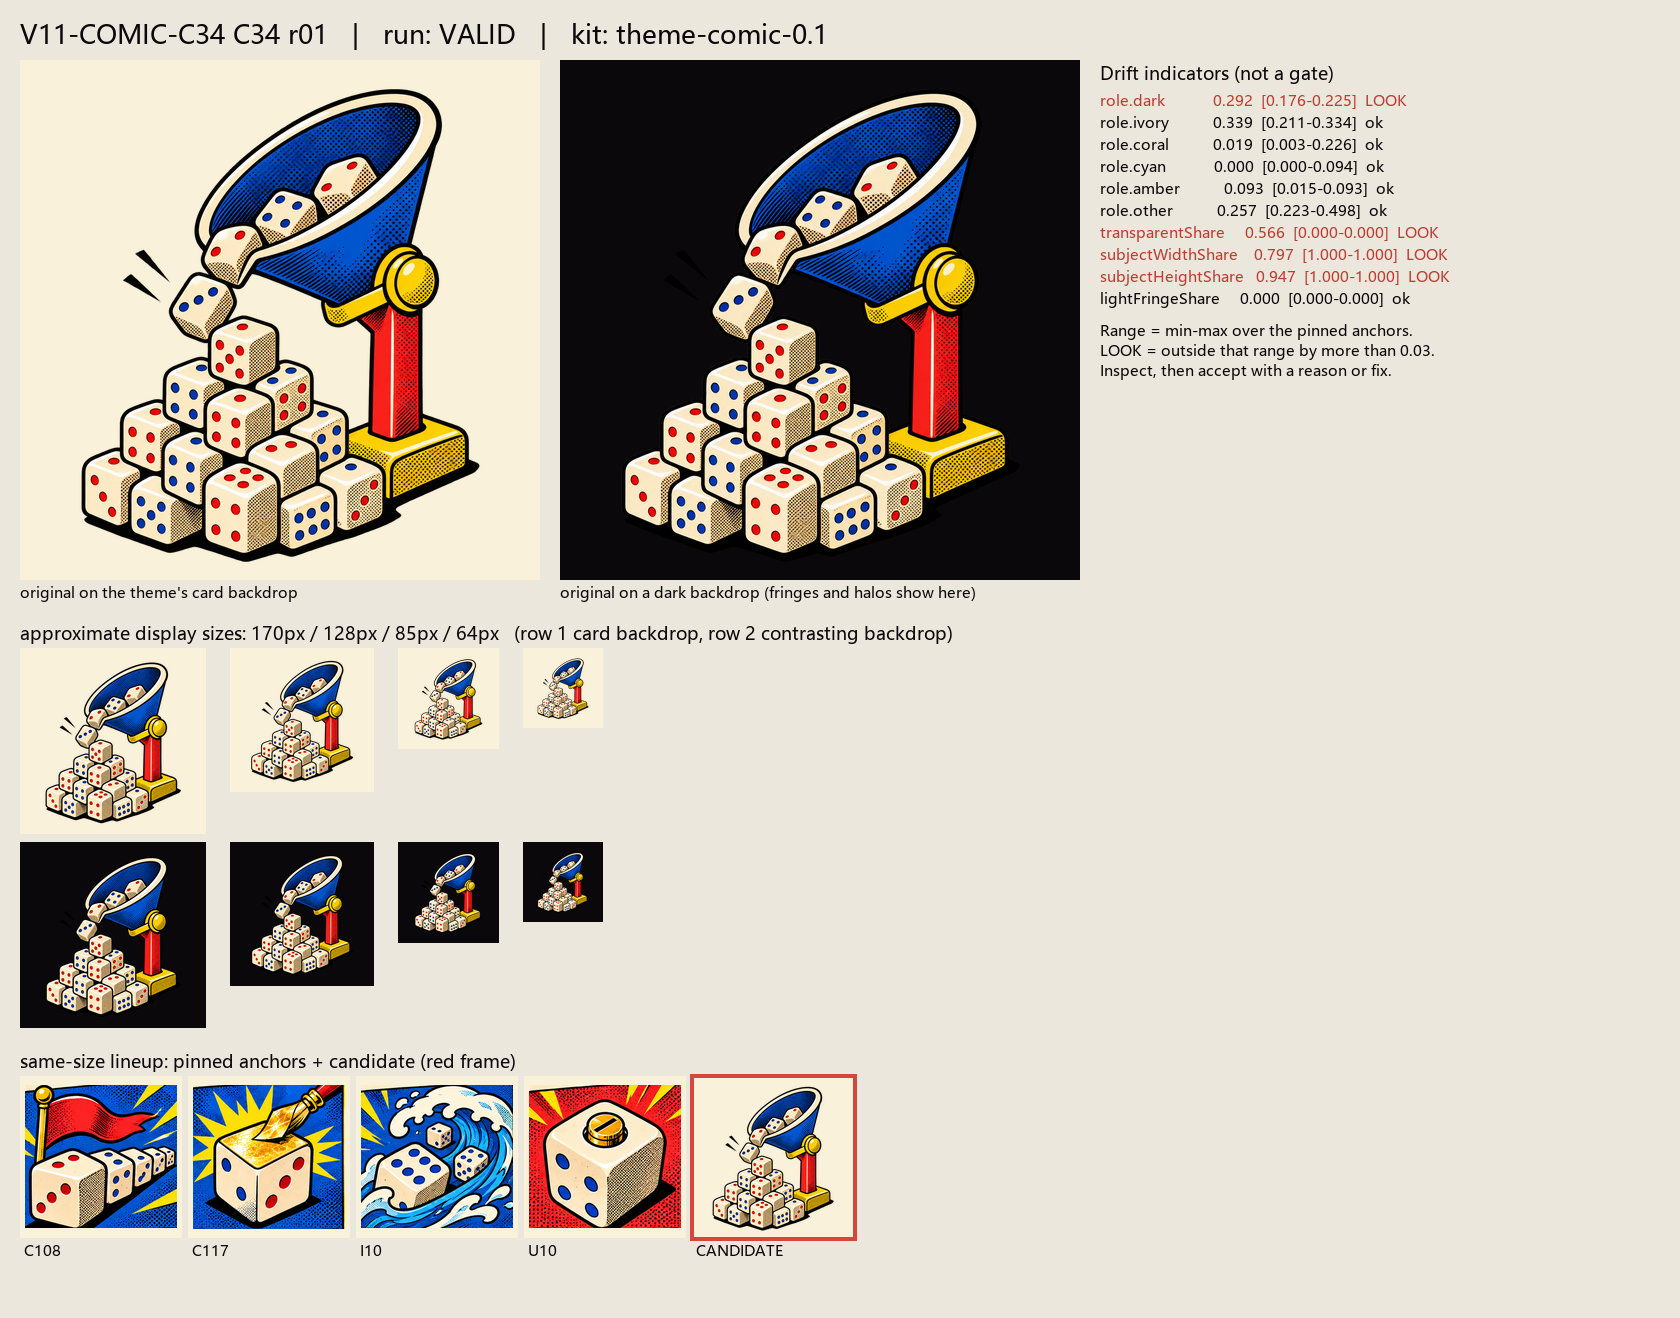 V11-COMIC-C34 C34 r01 | run: VALID | kit: theme-comic-0.1
Drift indicators (not a gate)
role.dark 0.292 [0.176-0.225] LOOK
role.ivory 0.339 [0.211-0.334] ok
role.coral 0.019 [0.003-0.226] ok
role.cyan 0.000 [0.000-0.094] ok
role.amber 0.093 [0.015-0.093] ok
role.other 0.257 [0.223-0.498] ok
transparentShare 0.566 [0.000-0.000] LOOK
subjectWidthShare 0.797 [1.000-1.000] LOOK
subjectHeightShare 0.947 [1.000-1.000] LOOK
lightFringeShare 0.000 [0.000-0.000] ok
Range = min-max over the pinned anchors.
LOOK = outside that range by more than 0.03.
Inspect, then accept with a reason or fix.
original on the theme's card backdrop
original on a dark backdrop (fringes and halos show here)
approximate display sizes: 170px / 128px / 85px / 64px (row 1 card backdrop, row 2 contrasting backdrop)
same-size lineup: pinned anchors + candidate (red frame)
C108
C117
I10
U10
CANDIDATE